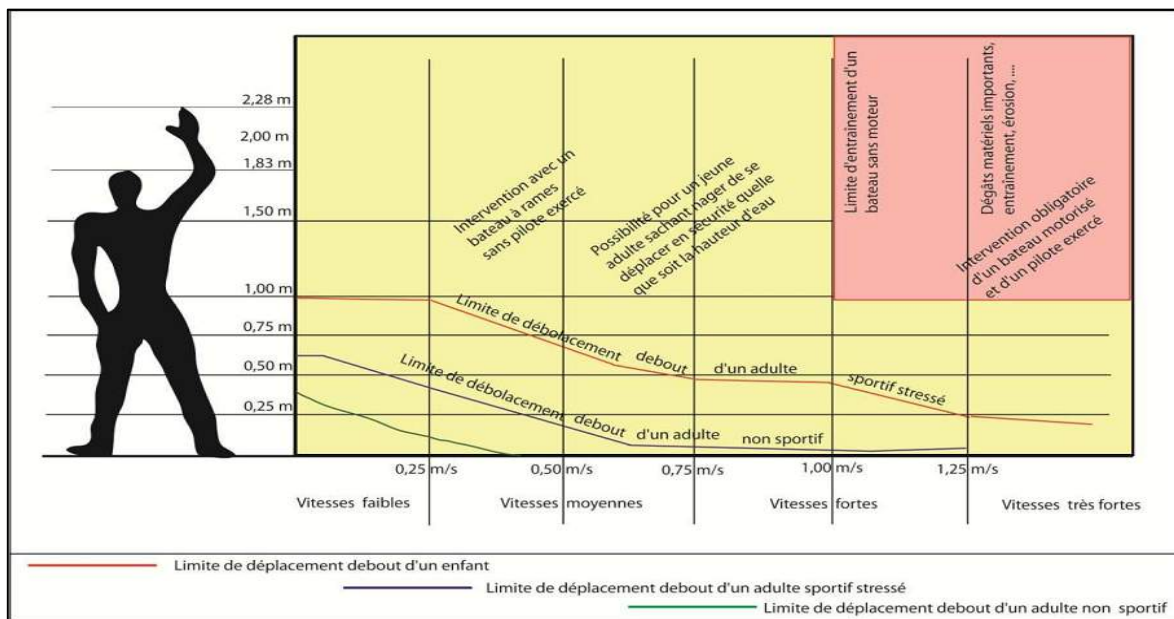 2,28 m
2,00 m
1,83 m
1,50 m
1,00 m
0,75 m
0,50 m
0,25 m
Intervention avec un
bateau à rames
sans pilote exercé
Possibilité pour un jeune
adulte sachant nager de se
déplacer en sécurité quelle
que soit la hauteur d'eau
Limite d'entrainement d'un
bateau sans moteur
Dégâts matériels importants,
entraînement, érosion, ....
Intervention obligatoire
d'un bateau motorisé
et d'un pilote exercé
Limite de débolacement debout d'un adulte sportif stressé
Limite de débolacement debout d'un adulte non sportif
0,25 m/s
0,50 m/s
0,75 m/s
1,00 m/s
1,25 m/s
Vitesses faibles
Vitesses moyennes
Vitesses fortes
Vitesses très fortes
Limite de déplacement debout d'un enfant
Limite de déplacement debout d'un adulte sportif stressé
Limite de déplacement debout d'un adulte non sportif